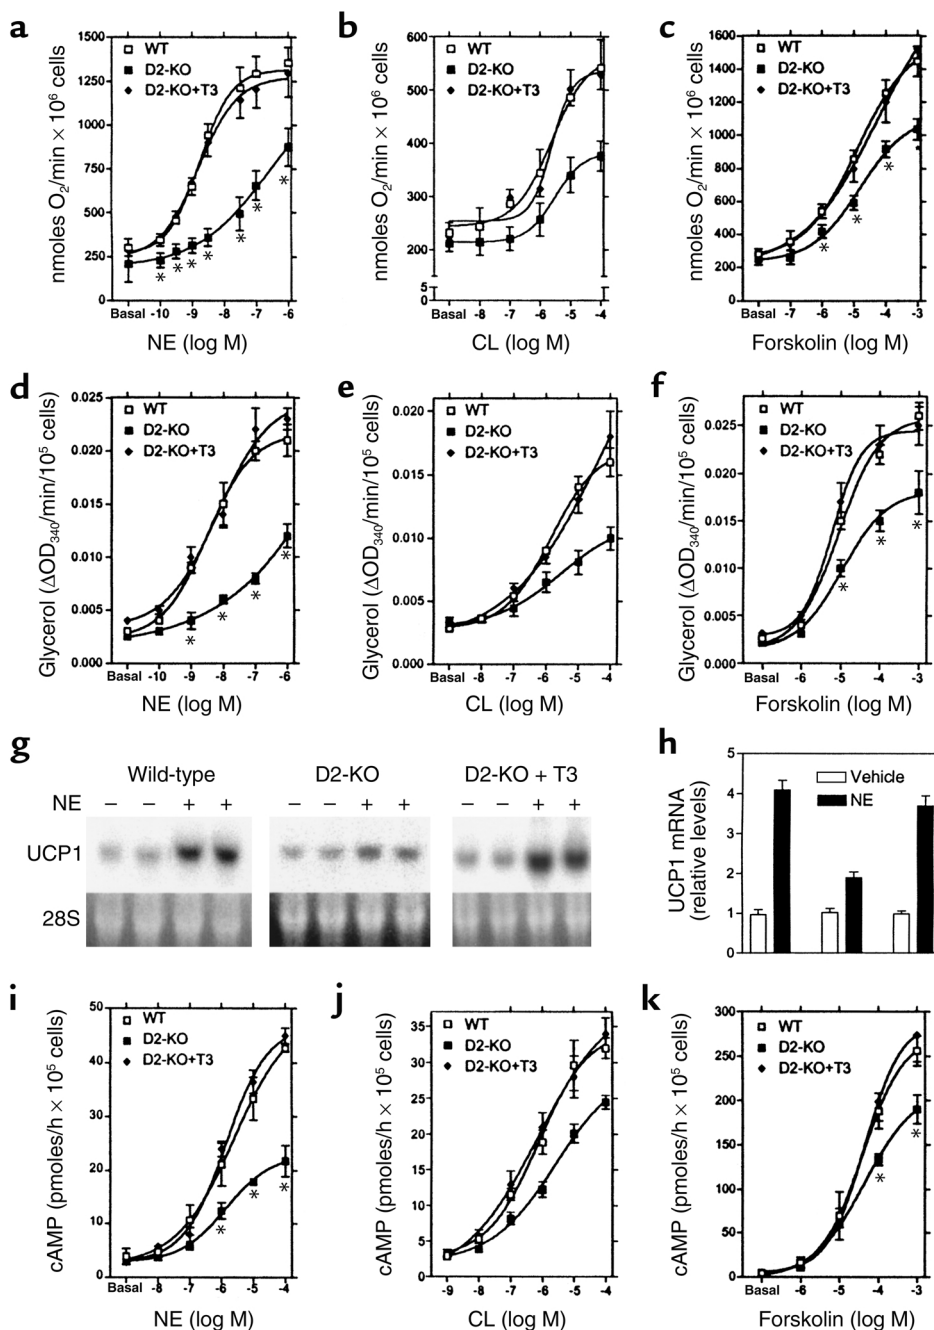 a
1500
1250
1000
750
500
250
0
nmoles O2/min × 10^6 cells
WT
D2-KO
D2-KO+T3
*
*
*
*
*
*
*
Basal -10 -9 -8 -7 -6
NE (log M)
b
600
500
400
300
200
5
0
nmoles O2/min × 10^6 cells
WT
D2-KO
D2-KO+T3
Basal -8 -7 -6 -5 -4
CL (log M)
c
1600
1400
1200
1000
800
600
400
200
0
nmoles O2/min × 10^6 cells
WT
D2-KO
D2-KO+T3
*
*
*
*
Basal -7 -6 -5 -4 -3
Forskolin (log M)
d
0.025
0.020
0.015
0.010
0.005
0.000
Glycerol (ΔOD340/min/10^5 cells)
WT
D2-KO
D2-KO+T3
*
*
*
*
Basal -10 -9 -8 -7 -6
NE (log M)
e
0.020
0.015
0.010
0.005
0.000
Glycerol (ΔOD340/min/10^5 cells)
WT
D2-KO
D2-KO+T3
Basal -8 -7 -6 -5 -4
CL (log M)
f
0.025
0.020
0.015
0.010
0.005
0.000
Glycerol (ΔOD340/min/10^5 cells)
WT
D2-KO
D2-KO+T3
*
*
*
Basal -6 -5 -4 -3
Forskolin (log M)
g
Wild-type D2-KO D2-KO + T3
NE − − + + − − + + − − + +
UCP1
28S
h
5
4
3
2
1
0
UCP1 mRNA
(relative levels)
Vehicle
NE
i
50
40
30
20
10
0
cAMP (pmoles/h × 10^5 cells)
WT
D2-KO
D2-KO+T3
*
*
*
Basal -8 -7 -6 -5 -4
NE (log M)
j
35
30
25
20
15
10
5
0
cAMP (pmoles/h × 10^5 cells)
WT
D2-KO
D2-KO+T3
-9 -8 -7 -6 -5 -4
CL (log M)
k
300
250
200
150
100
50
0
cAMP (pmoles/h × 10^5 cells)
WT
D2-KO
D2-KO+T3
*
*
Basal -6 -5 -4 -3
Forskolin (log M)